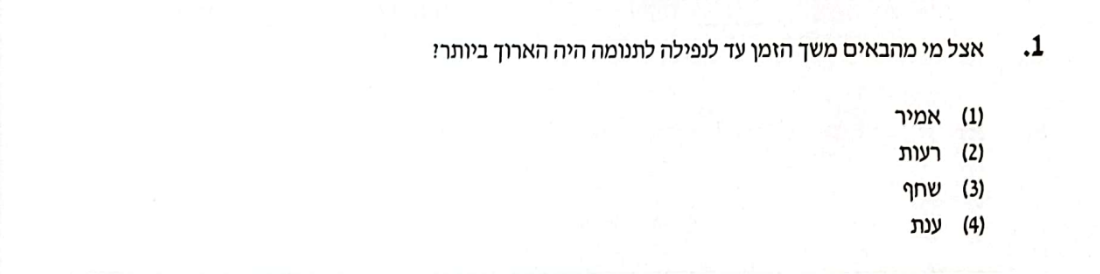 1. אצל מי מהבאים משך הזמן עד לנפילה לתנומה היה הארוך ביותר?
(1) אמיר
(2) רעות
(3) שחף
(4) ענת